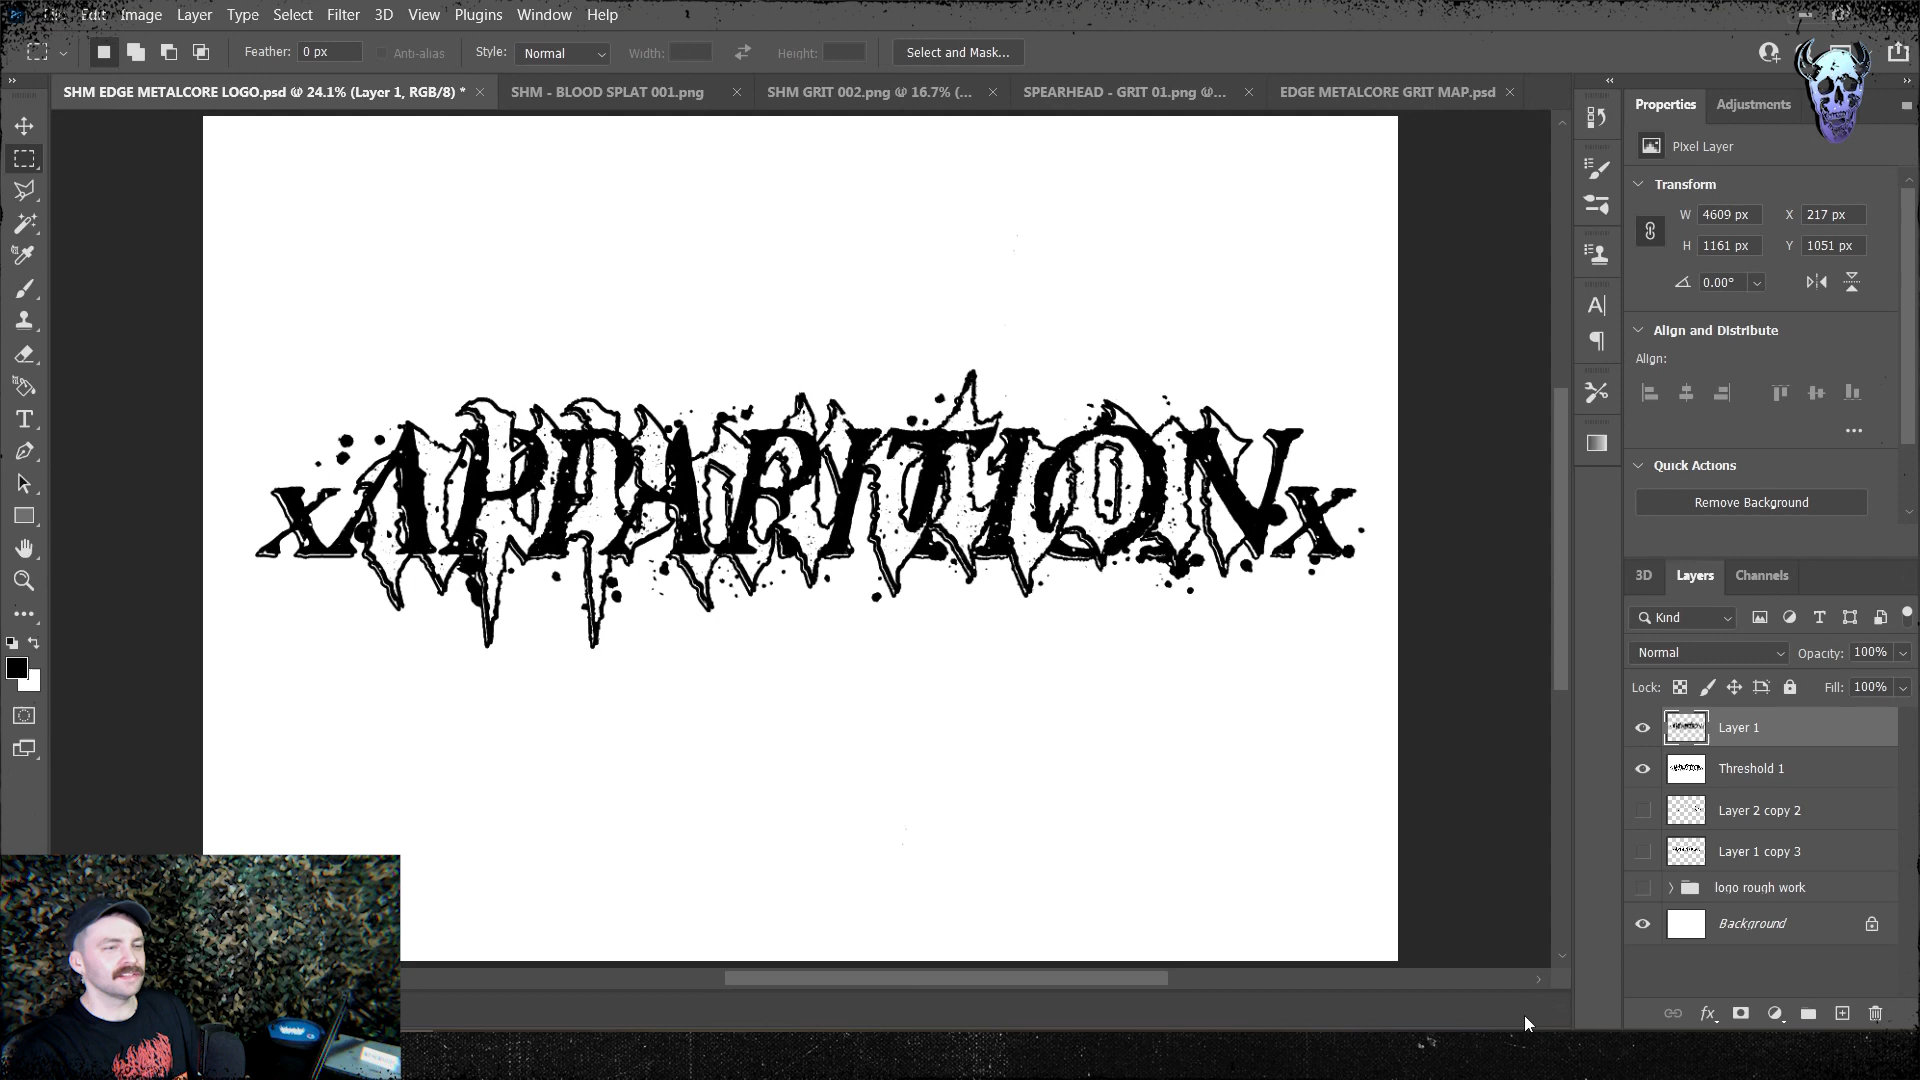 Ps Edit Image Layer Type Select Filter 3D View Plugins Window Help
Feather: 0 px Anti-alias Style: Normal Width: Height: Select and Mask...
SHM EDGE METALCORE LOGO.psd @ 24.1% (Layer 1, RGB/8) * SHM - BLOOD SPLAT 001.png SHM GRIT 002.png @ 16.7% (... SPEARHEAD - GRIT 01.png @... EDGE METALCORE GRIT MAP.psd
Properties Adjustments
Pixel Layer
Transform
W 4609 px X 217 px
H 1161 px Y 1051 px
0.00°
Align and Distribute
Align:
Quick Actions
Remove Background
xAPPARITIONx
3D Layers Channels
Kind
Normal Opacity: 100%
Lock: Fill: 100%
Layer 1
Threshold 1
Layer 2 copy 2
Layer 1 copy 3
logo rough work
Background
fx